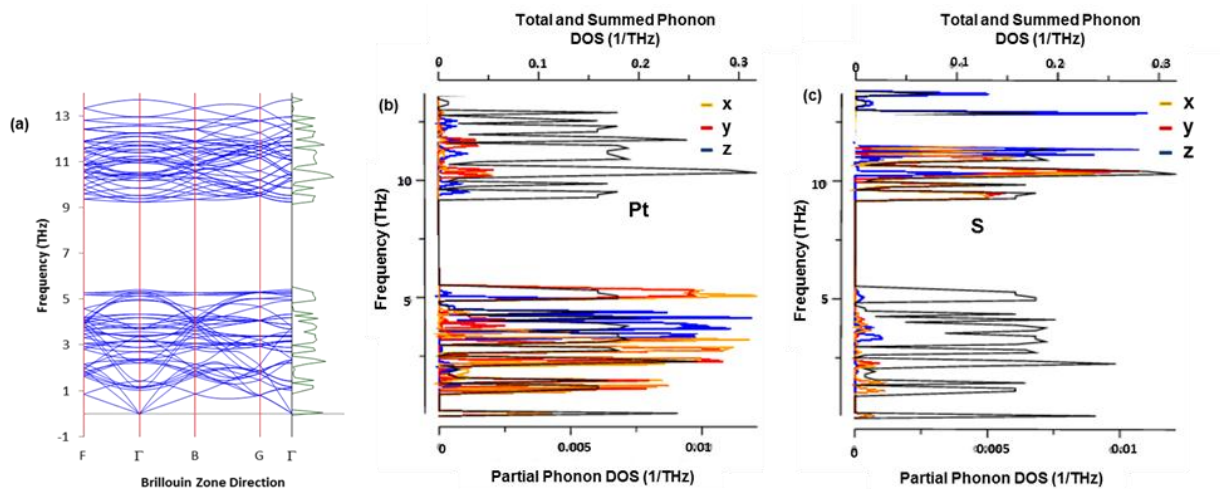 (a)
Frequency (THz)
13
11
9
7
5
3
1
-1
F
Γ
B
G
Γ
Brillouin Zone Direction
Total and Summed Phonon
DOS (1/THz)
0
0.1
0.2
0.3
(b)
x
y
z
Frequency (THz)
10
5
Pt
0
0.005
0.01
Partial Phonon DOS (1/THz)
Total and Summed Phonon
DOS (1/THz)
0
0.1
0.2
0.3
(c)
x
y
z
Frequency (THz)
10
5
S
0
0.005
0.01
Partial Phonon DOS (1/THz)